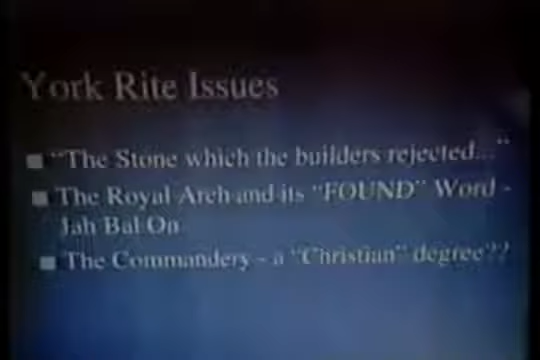 York Rite Issues
"The Stone which the builders rejected..."
The Royal Arch and its "FOUND" Word -
Jah Bal On
The Commandery - a "Christian" degree??